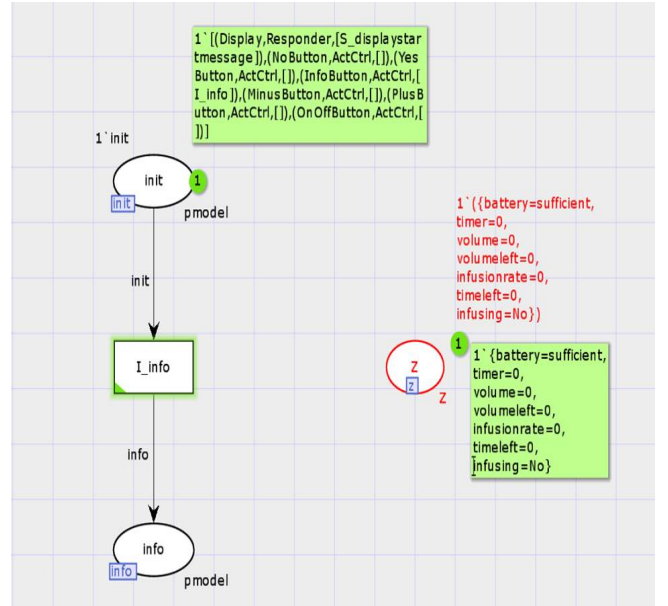 1`[(Display,Responder,[S_displaystar
tmessage]),(NoButton,ActCtrl,[]),(Yes
Button,ActCtrl,[]),(InfoButton,ActCtrl,[
I_info]),(MinusButton,ActCtrl,[]),(PlusB
utton,ActCtrl,[]),(OnOffButton,ActCtrl,[
])]
1`init
init
1
init
pmodel
init
I_info
info
info
info
pmodel
1`({battery=sufficient,
timer=0,
volume=0,
volumeleft=0,
infusionrate=0,
timeleft=0,
infusing=No})
Z
z
Z
1
1`{battery=sufficient,
timer=0,
volume=0,
volumeleft=0,
infusionrate=0,
timeleft=0,
infusing=No}